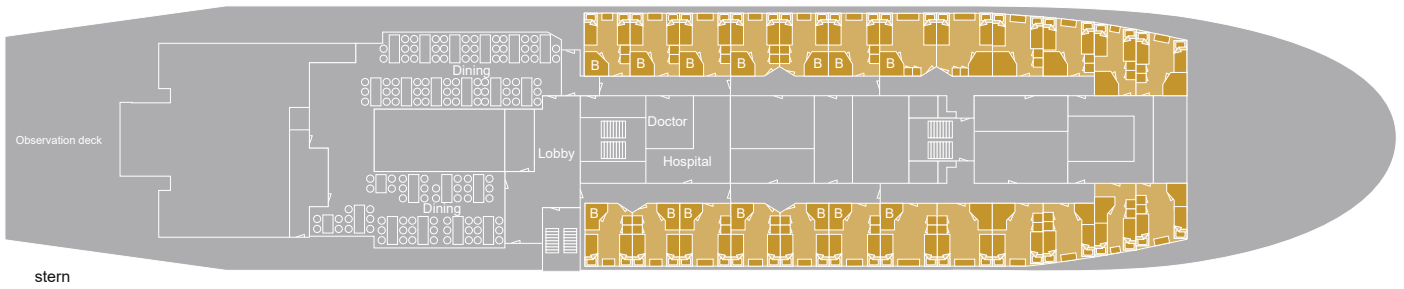 Dining
B B B B B B B
Doctor
Observation deck
Lobby
Hospital
Dining
B B B B B B B
stern